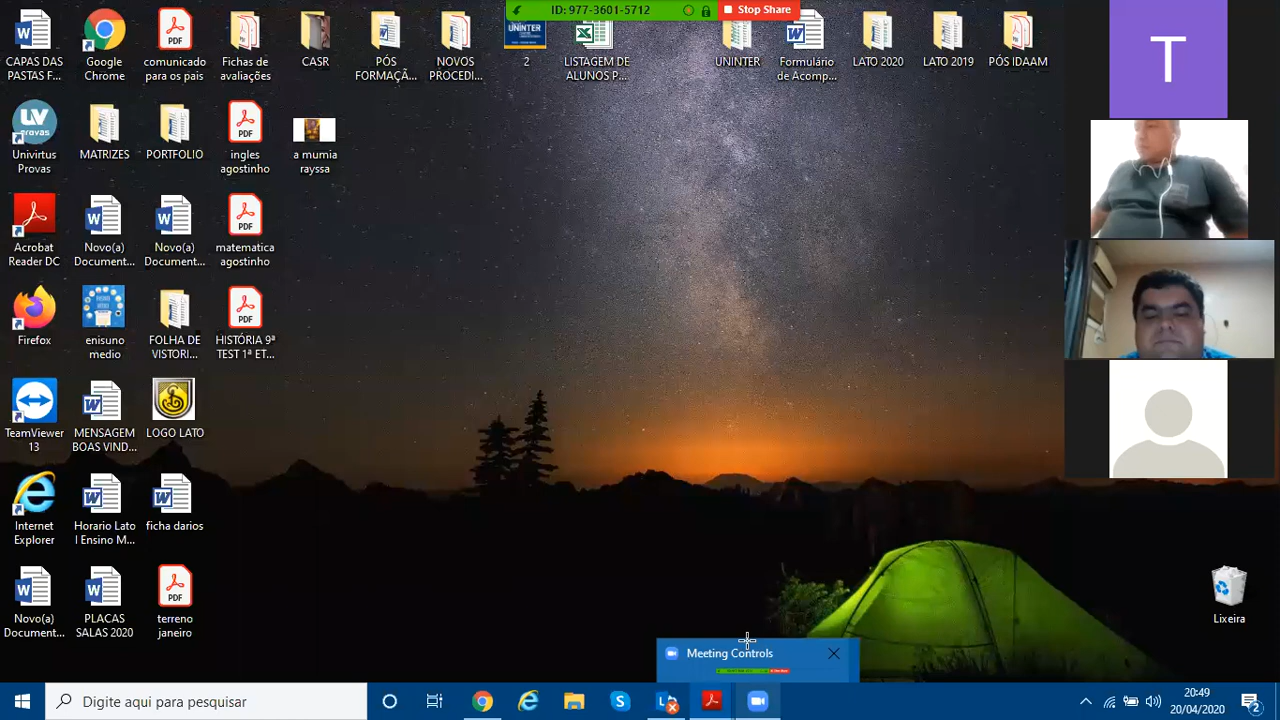 ID: 977-3601-5712
Stop Share
CAPAS DAS
PASTAS F...
Google
Chrome
comunicado
para os pais
Fichas de
avaliações
CASR
PÓS
FORMAÇÃ...
NOVOS
PROCEDI...
UNINTER
2
LISTAGEM DE
ALUNOS P...
UNINTER
Formulário
de Acomp...
LATO 2020
LATO 2019
PÓS IDAAM
T
UV
provas
Univirtus
Provas
MATRIZES
PORTFOLIO
PDF
ingles
agostinho
a mumia
rayssa
Acrobat
Reader DC
Novo(a)
Document...
Novo(a)
Document...
PDF
matematica
agostinho
Firefox
enisuno
medio
FOLHA DE
VISTORI...
PDF
HISTÓRIA 9ª
TEST 1ª ET...
TeamViewer
13
MENSAGEM
BOAS VIND...
LOGO LATO
Internet
Explorer
Horario Lato
I Ensino M...
ficha darios
Novo(a)
Document...
PLACAS
SALAS 2020
terreno
janeiro
Lixeira
Meeting Controls
Digite aqui para pesquisar
20:49
20/04/2020
2